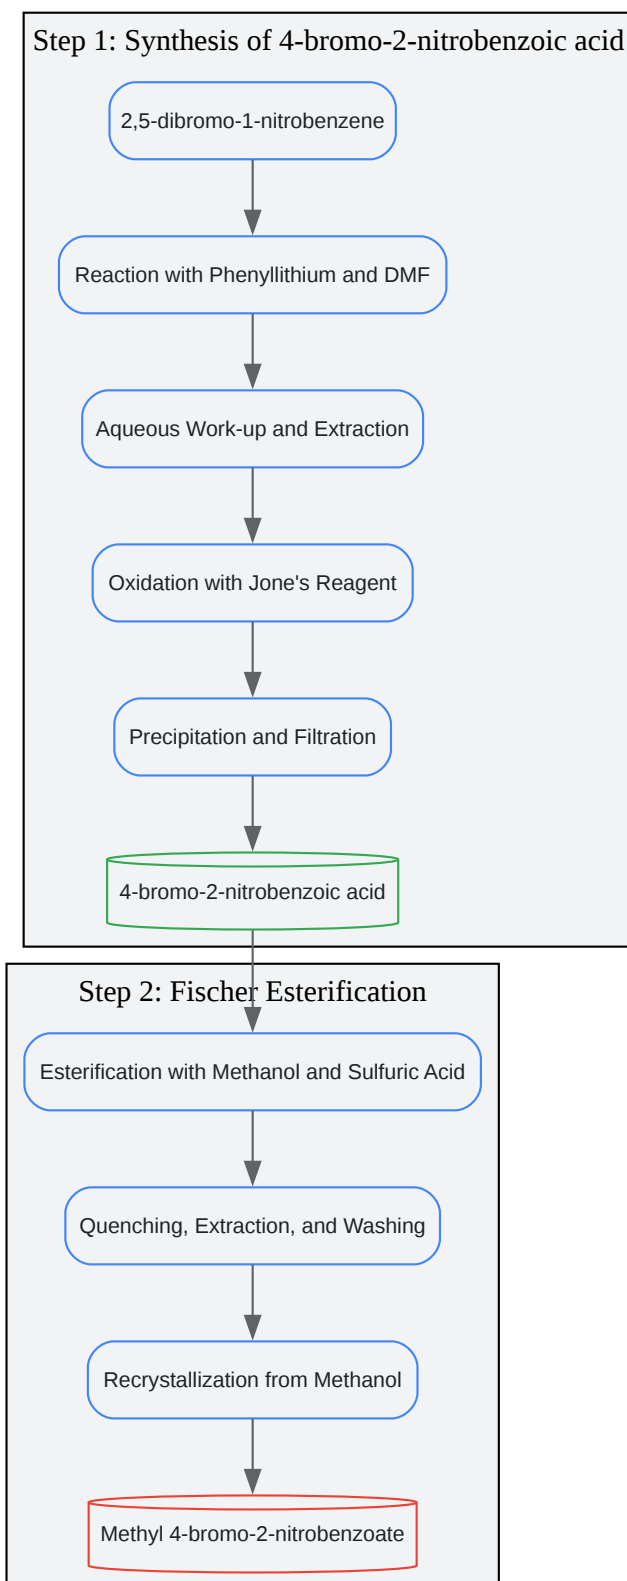 Step 1: Synthesis of 4-bromo-2-nitrobenzoic acid
2,5-dibromo-1-nitrobenzene
Reaction with Phenyllithium and DMF
Aqueous Work-up and Extraction
Oxidation with Jone's Reagent
Precipitation and Filtration
4-bromo-2-nitrobenzoic acid
Step 2: Fischer Esterification
Esterification with Methanol and Sulfuric Acid
Quenching, Extraction, and Washing
Recrystallization from Methanol
Methyl 4-bromo-2-nitrobenzoate